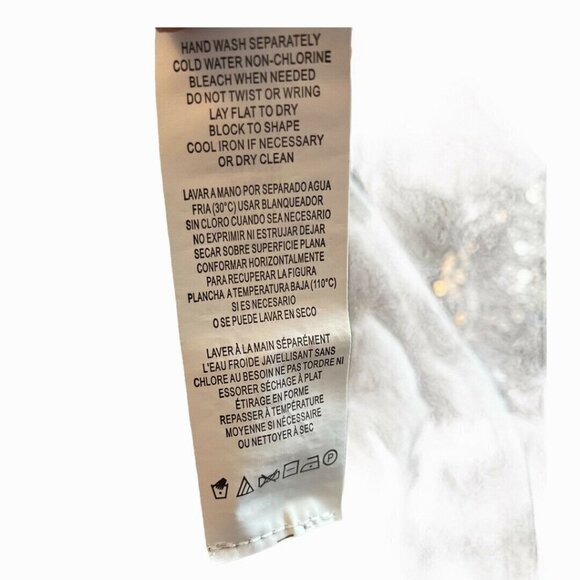 HAND WASH SEPARATELY
COLD WATER NON-CHLORINE
BLEACH WHEN NEEDED
DO NOT TWIST OR WRING
LAY FLAT TO DRY
BLOCK TO SHAPE
COOL IRON IF NECESSARY
OR DRY CLEAN
LAVAR A MANO POR SEPARADO AGUA
FRIA (30°C) USAR BLANQUEADOR
SIN CLORO CUANDO SEA NECESARIO
NO EXPRIMIR NI ESTRUJAR DEJAR
SECAR SOBRE SUPERFICIE PLANA
CONFORMAR HORIZONTALMENTE
PARA RECUPERAR LA FIGURA
PLANCHA A TEMPERATURA BAJA (110°C)
SI ES NECESARIO
O SE PUEDE LAVAR EN SECO
LAVER À LA MAIN SÉPARÉMENT
L'EAU FROIDE JAVELLISANT SANS
CHLORE AU BESOIN NE PAS TORDRE NI
ESSORER SÉCHAGE À PLAT
ÉTIRAGE EN FORME
REPASSER À TEMPÉRATURE
MOYENNE SI NÉCESSAIRE
OU NETTOYER À SEC
P